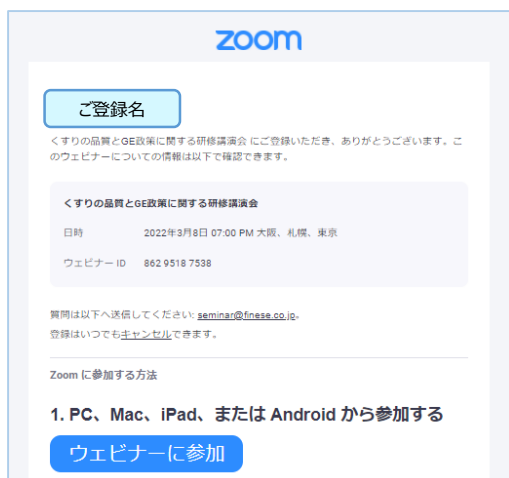 zoom
ご登録名
くすりの品質とGE政策に関する研修講演会 にご登録いただき、ありがとうございます。こ
のウェビナーについての情報は以下で確認できます。
くすりの品質とGE政策に関する研修講演会
日時 2022年3月8日 07:00 PM 大阪、札幌、東京
ウェビナー ID 862 9518 7538
質問は以下へ送信してください: seminar@finese.co.jp。
登録はいつでもキャンセルできます。
Zoom に参加する方法
1. PC、Mac、iPad、または Android から参加する
ウェビナーに参加